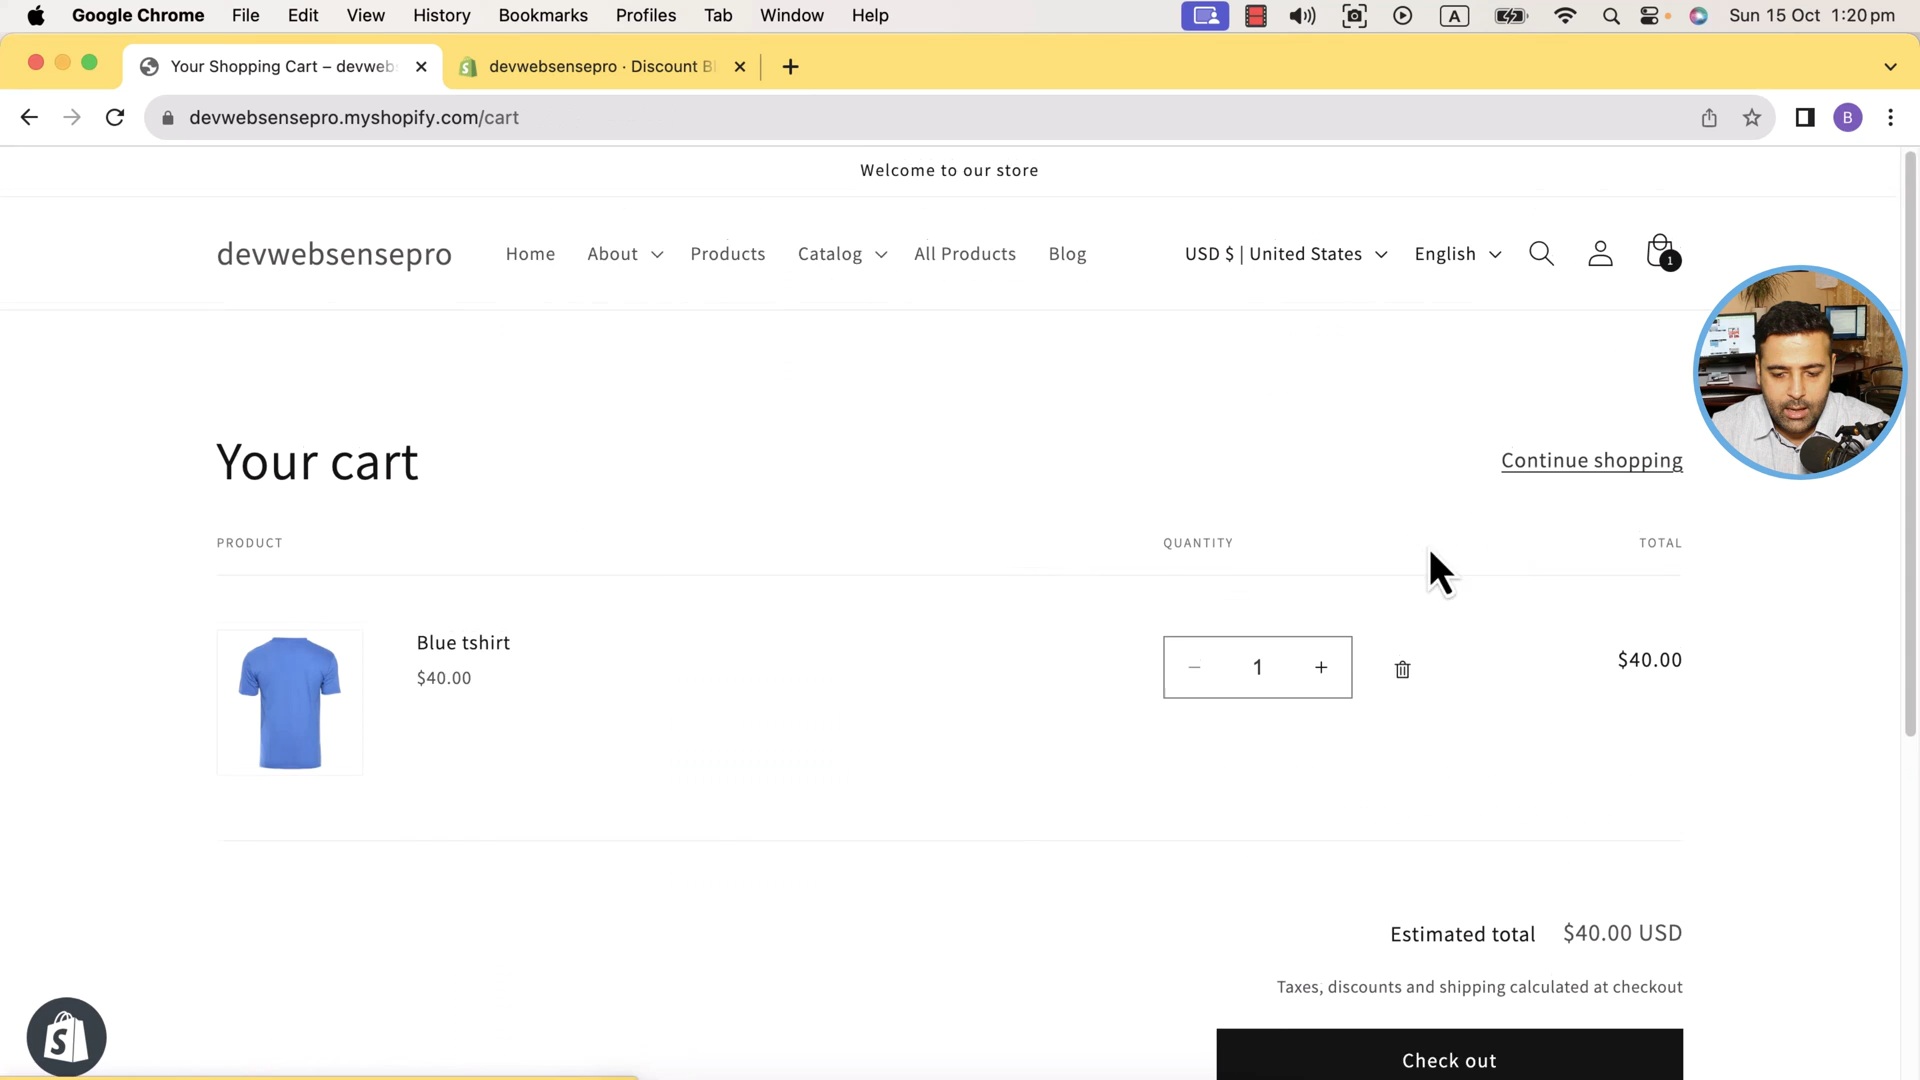 Google Chrome File Edit View History Bookmarks Profiles Tab Window Help A Sun 15 Oct 1:20 pm
Your Shopping Cart – devweb devwebsensepro · Discount B
devwebsensepro.myshopify.com/cart B
Welcome to our store
devwebsensepro Home About Products Catalog All Products Blog USD $ | United States English 1
Your cart Continue shopping
PRODUCT QUANTITY TOTAL
Blue tshirt
$40.00
1
$40.00
Estimated total $40.00 USD
Taxes, discounts and shipping calculated at checkout
Check out